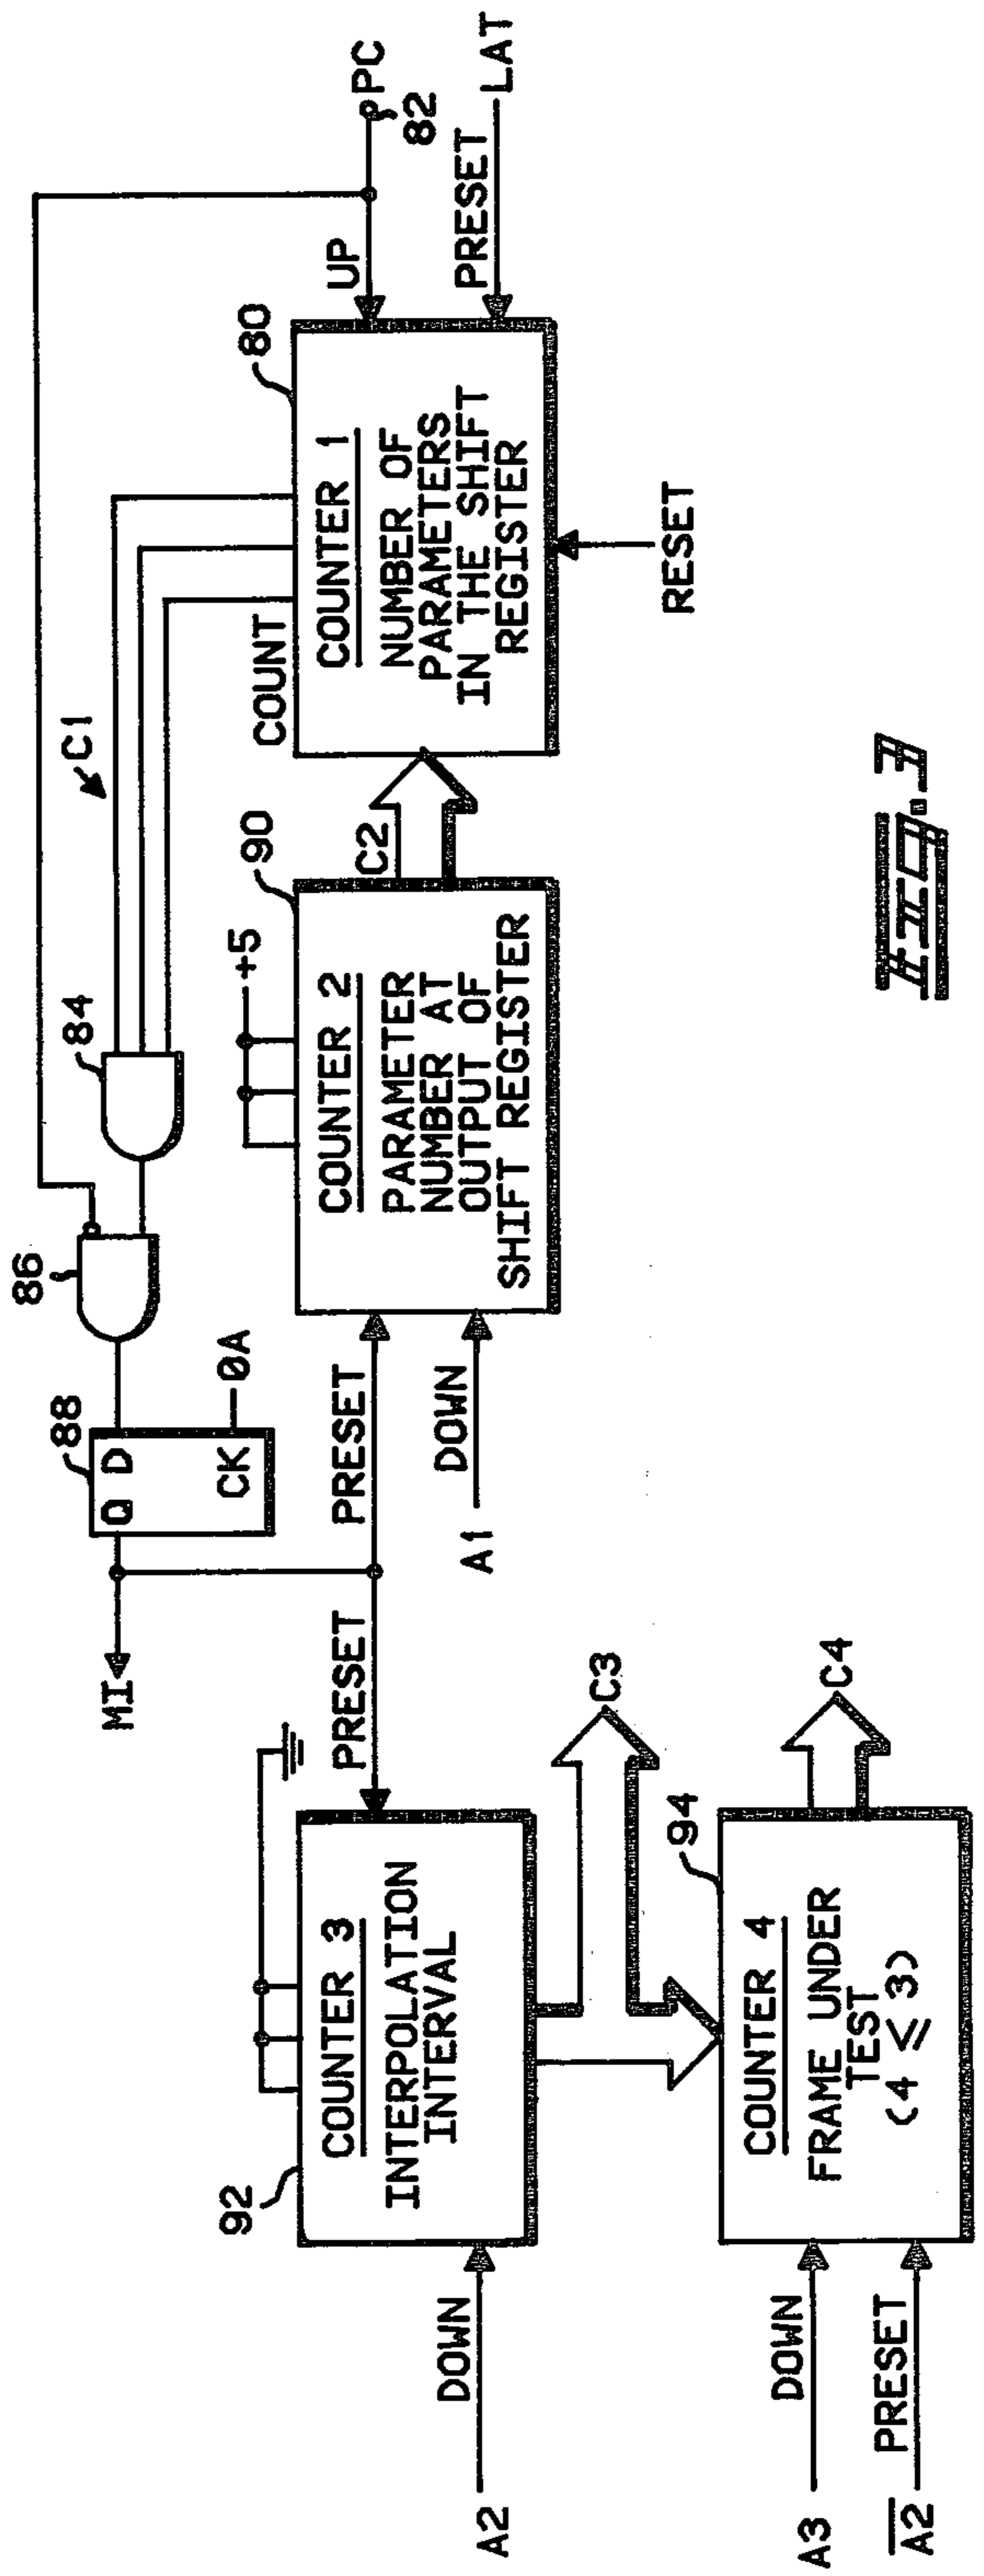 PC
82
UP
PRESET
LAT
80
COUNTER 1
NUMBER OF
PARAMETERS
IN THE SHIFT
REGISTER
RESET
COUNT
C1
84
86
88
Q D
CK
0A
MI
C2
90
+5
COUNTER 2
PARAMETER
NUMBER AT
OUTPUT OF
SHIFT REGISTER
PRESET
DOWN
A1
PRESET
92
COUNTER 3
INTERPOLATION
INTERVAL
DOWN
A2
C3
94
COUNTER 4
FRAME UNDER
TEST
(4 ≤ 3)
C4
DOWN
A3
PRESET
A̅2̅